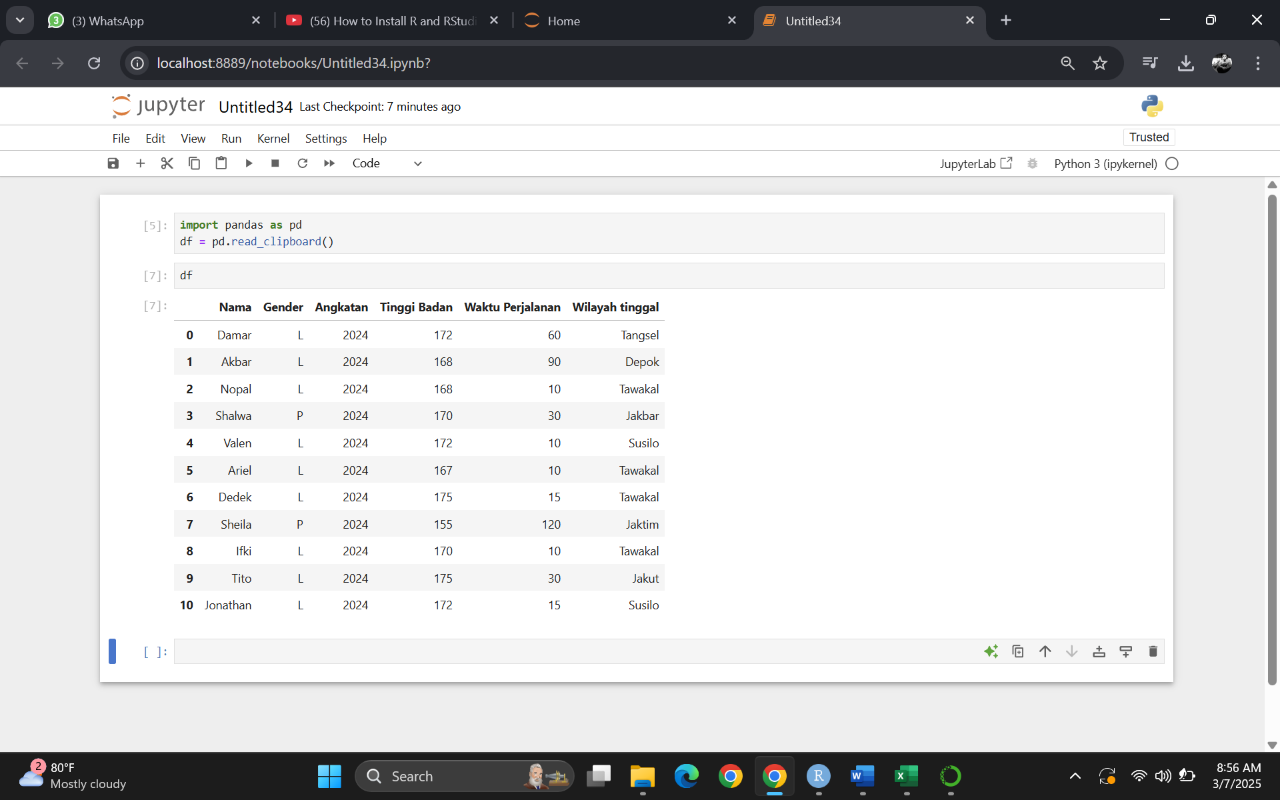 (3) WhatsApp
(56) How to Install R and RStudi
Home
Untitled34
localhost:8889/notebooks/Untitled34.ipynb?
jupyter Untitled34 Last Checkpoint: 7 minutes ago
File Edit View Run Kernel Settings Help Trusted
Code JupyterLab Python 3 (ipykernel)
[5]: import pandas as pd
df = pd.read_clipboard()
[7]: df
[7]: Nama Gender Angkatan Tinggi Badan Waktu Perjalanan Wilayah tinggal
0 Damar L 2024 172 60 Tangsel
1 Akbar L 2024 168 90 Depok
2 Nopal L 2024 168 10 Tawakal
3 Shalwa P 2024 170 30 Jakbar
4 Valen L 2024 172 10 Susilo
5 Ariel L 2024 167 10 Tawakal
6 Dedek L 2024 175 15 Tawakal
7 Sheila P 2024 155 120 Jaktim
8 Ifki L 2024 170 10 Tawakal
9 Tito L 2024 175 30 Jakut
10 Jonathan L 2024 172 15 Susilo
[ ]:
2 80°F
Mostly cloudy
Search
R
8:56 AM
3/7/2025